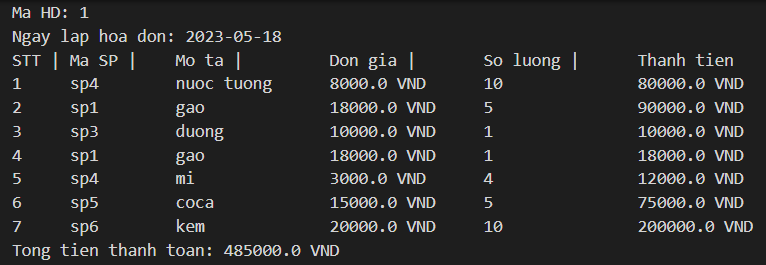 Ma HD: 1
Ngay lap hoa don: 2023-05-18
STT | Ma SP | Mo ta | Don gia | So luong | Thanh tien
1 sp4 nuoc tuong 8000.0 VND 10 80000.0 VND
2 sp1 gao 18000.0 VND 5 90000.0 VND
3 sp3 duong 10000.0 VND 1 10000.0 VND
4 sp1 gao 18000.0 VND 1 18000.0 VND
5 sp4 mi 3000.0 VND 4 12000.0 VND
6 sp5 coca 15000.0 VND 5 75000.0 VND
7 sp6 kem 20000.0 VND 10 200000.0 VND
Tong tien thanh toan: 485000.0 VND